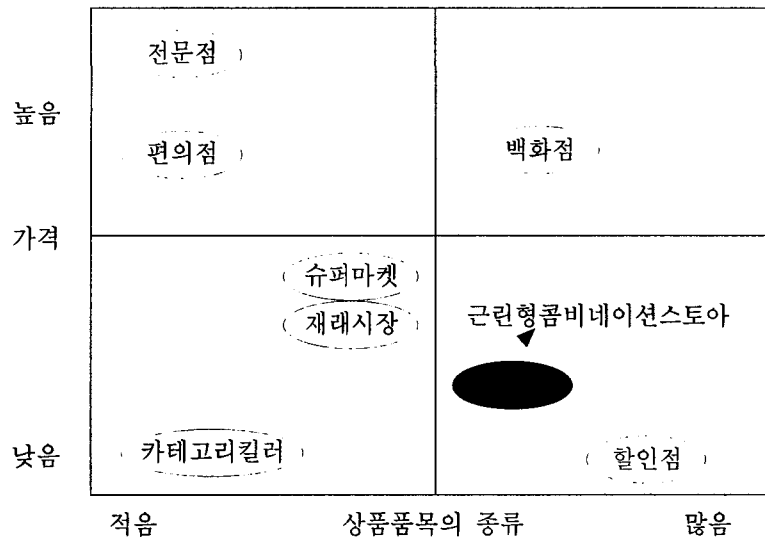 전문점
높음
편의점
백화점
가격
슈퍼마켓
재래시장
근린형콤비네이션스토아
카테고리킬러
낮음
할인점
적음 상품품목의 종류 많음